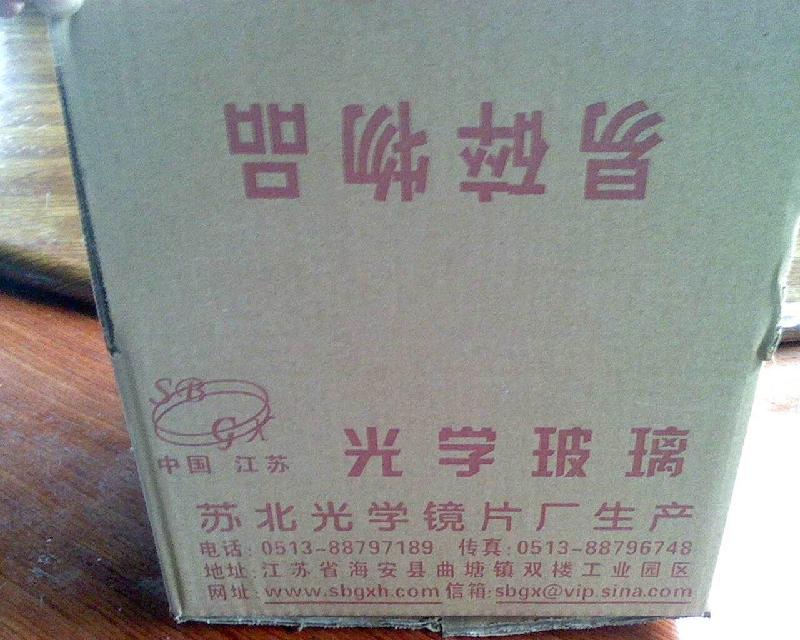 易碎物品
SB
GX
中国 江苏
光学玻璃
苏北光学镜片厂生产
电话:0513-88797189 传真:0513-88796748
地址:江苏省海安县曲塘镇双楼工业园区
网址:www.sbgxh.com 信箱:sbgx@vip.sina.com